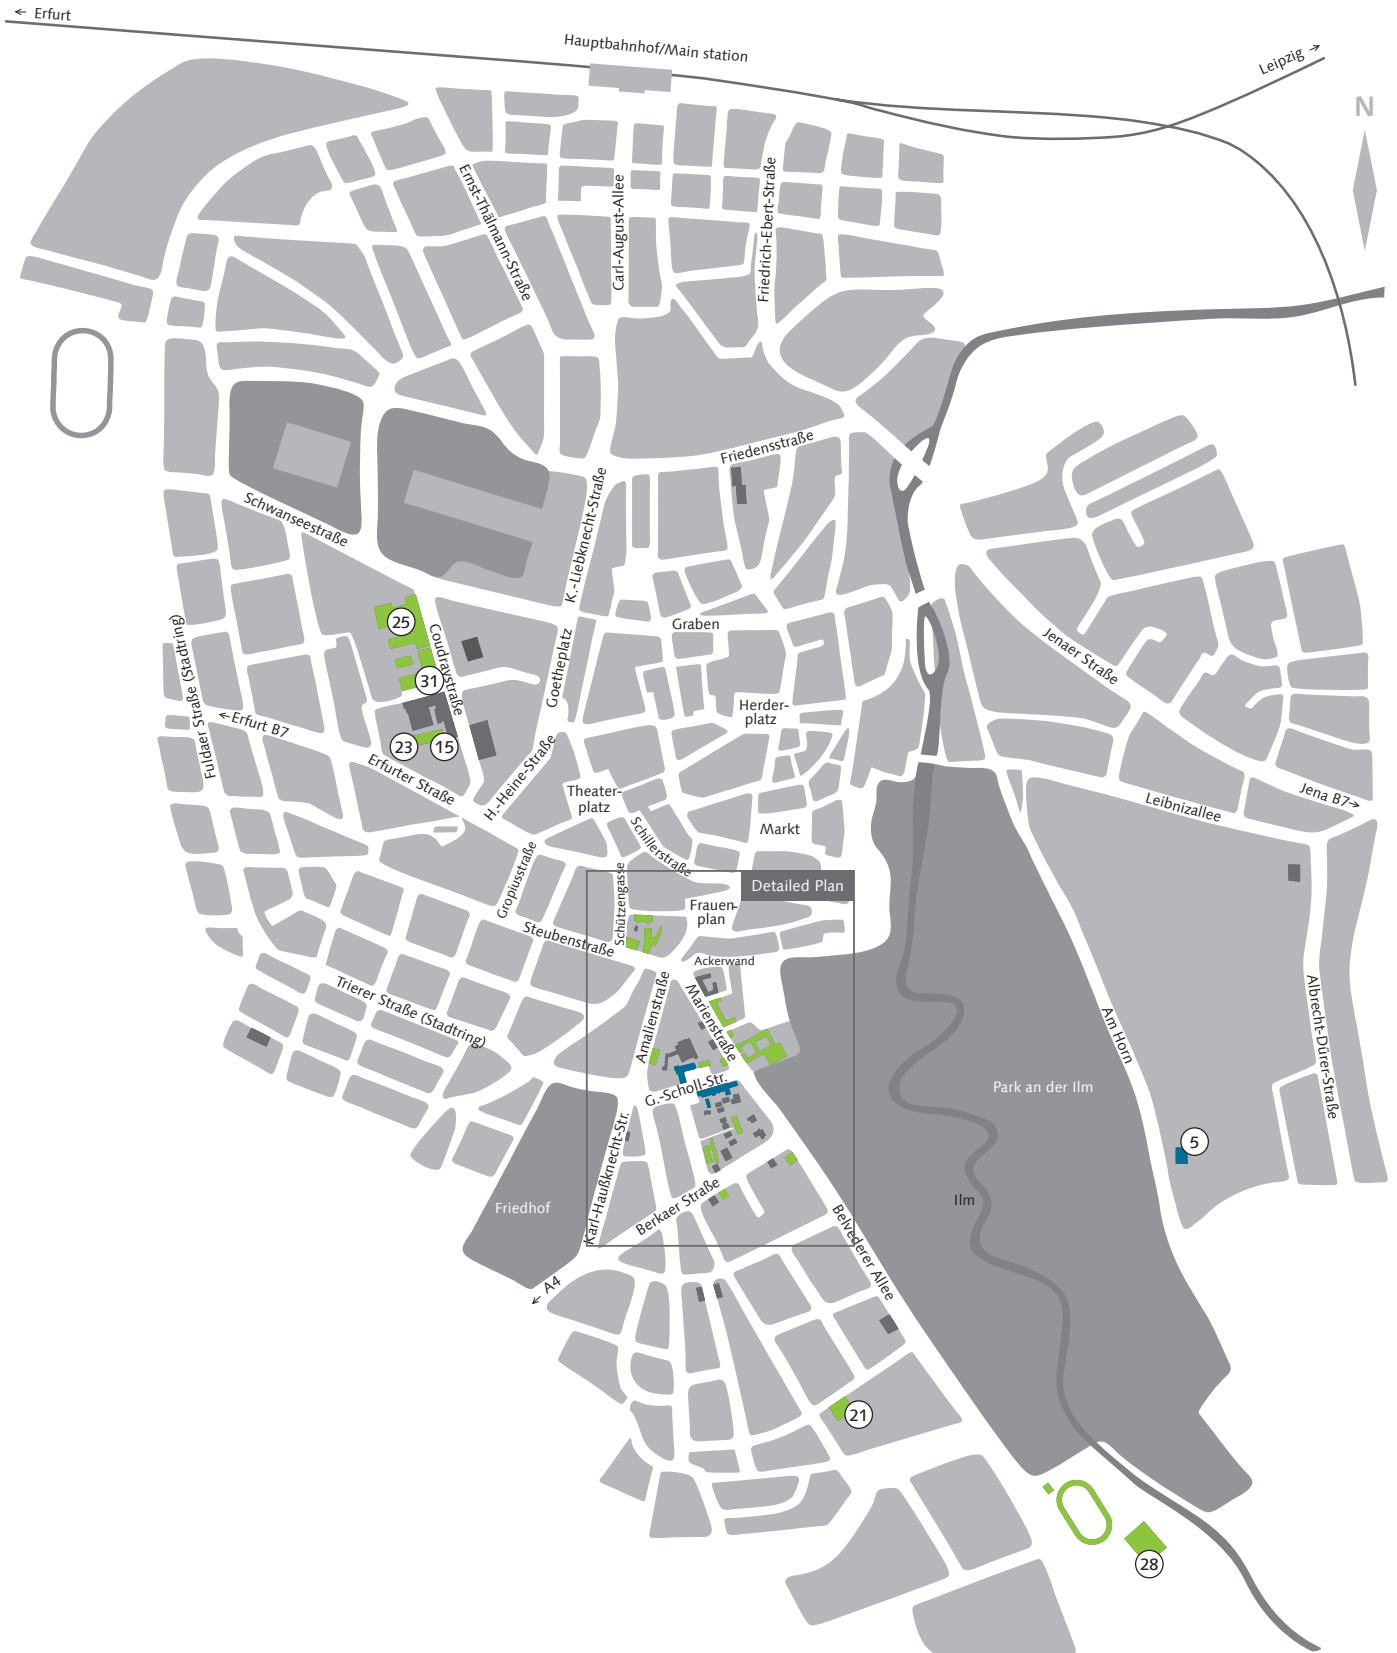 ← Erfurt
Hauptbahnhof/Main station
Leipzig →
N
Ernst-Thälmann-Straße
Carl-August-Allee
Friedrich-Ebert-Straße
Friedensstraße
Schwanseestraße
K.-Liebknecht-Straße
25
Coudraystraße
Graben
Fuldaer Straße (Stadtring)
Goetheplatz
Jenaer Straße
31
← Erfurt B7
Herder-
platz
23
15
Erfurter Straße
H.-Heine-Straße
Theater-
platz
Schillerstraße
Markt
Leibnizallee
Jena B7→
Gropiusstraße
Schützengasse
Detailed Plan
Frauen-
plan
Steubenstraße
Ackerwand
Trierer Straße (Stadtring)
Amalienstraße
Marienstraße
Am Horn
Albrecht-Dürer-Straße
G.-Scholl-Str.
Park an der Ilm
5
Karl-Haußknecht-Str.
Friedhof
Berkaer Straße
Ilm
Belvederer Allee
← A4
21
28